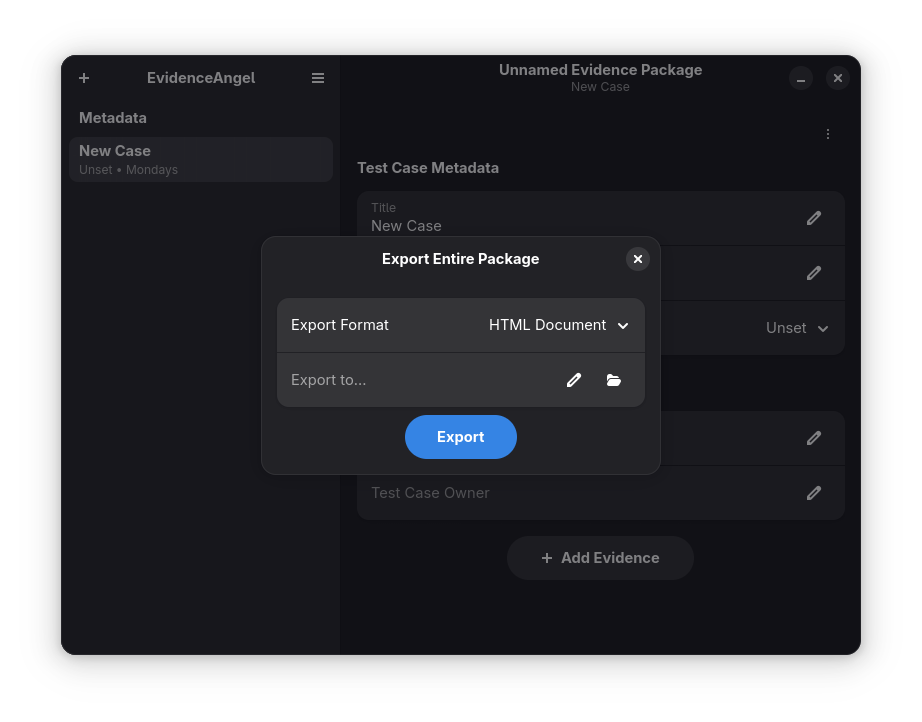 EvidenceAngel
Unnamed Evidence Package
New Case
Metadata
New Case
Unset • Mondays
Test Case Metadata
Title
New Case
Export Entire Package
Export Format
HTML Document
Unset
Export to...
Export
Test Case Owner
Add Evidence